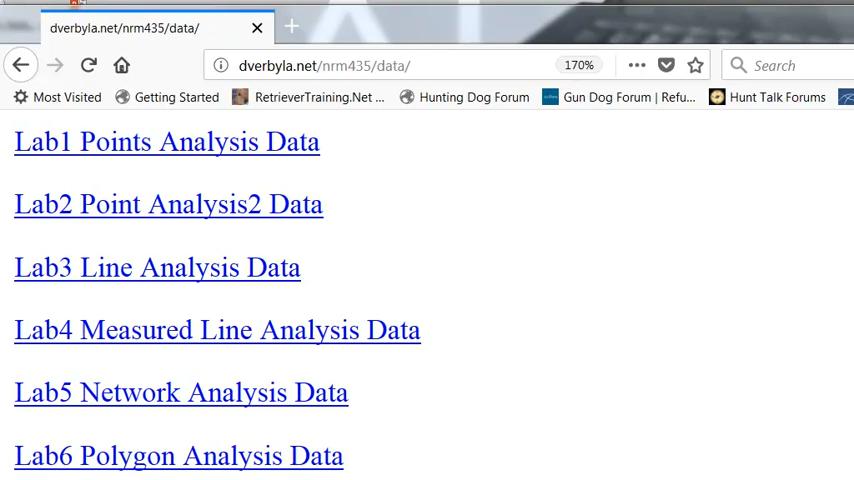 dverbyla.net/nrm435/data/
dverbyla.net/nrm435/data/ 170% Search
Most Visited Getting Started RetrieverTraining.Net ... Hunting Dog Forum Gun Dog Forum | Refu... Hunt Talk Forums
Lab1 Points Analysis Data
Lab2 Point Analysis2 Data
Lab3 Line Analysis Data
Lab4 Measured Line Analysis Data
Lab5 Network Analysis Data
Lab6 Polygon Analysis Data